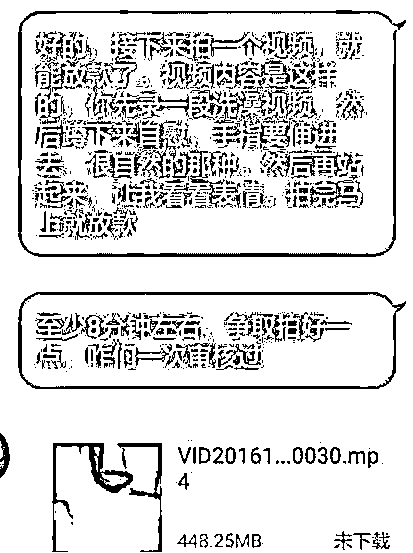 好的，接下来拍一个视频，就
能放款了，视频内容是这样
的，你先录一段洗澡视频，然
后蹲下来自慰，手指要伸进
去，很自然的那种，然后再站
起来，让我看看表情，拍完马
上就放款
至少8分钟左右，争取拍好一
点，咱们一次审核过
VID20161...0030.mp
4
448.25MB 未下载